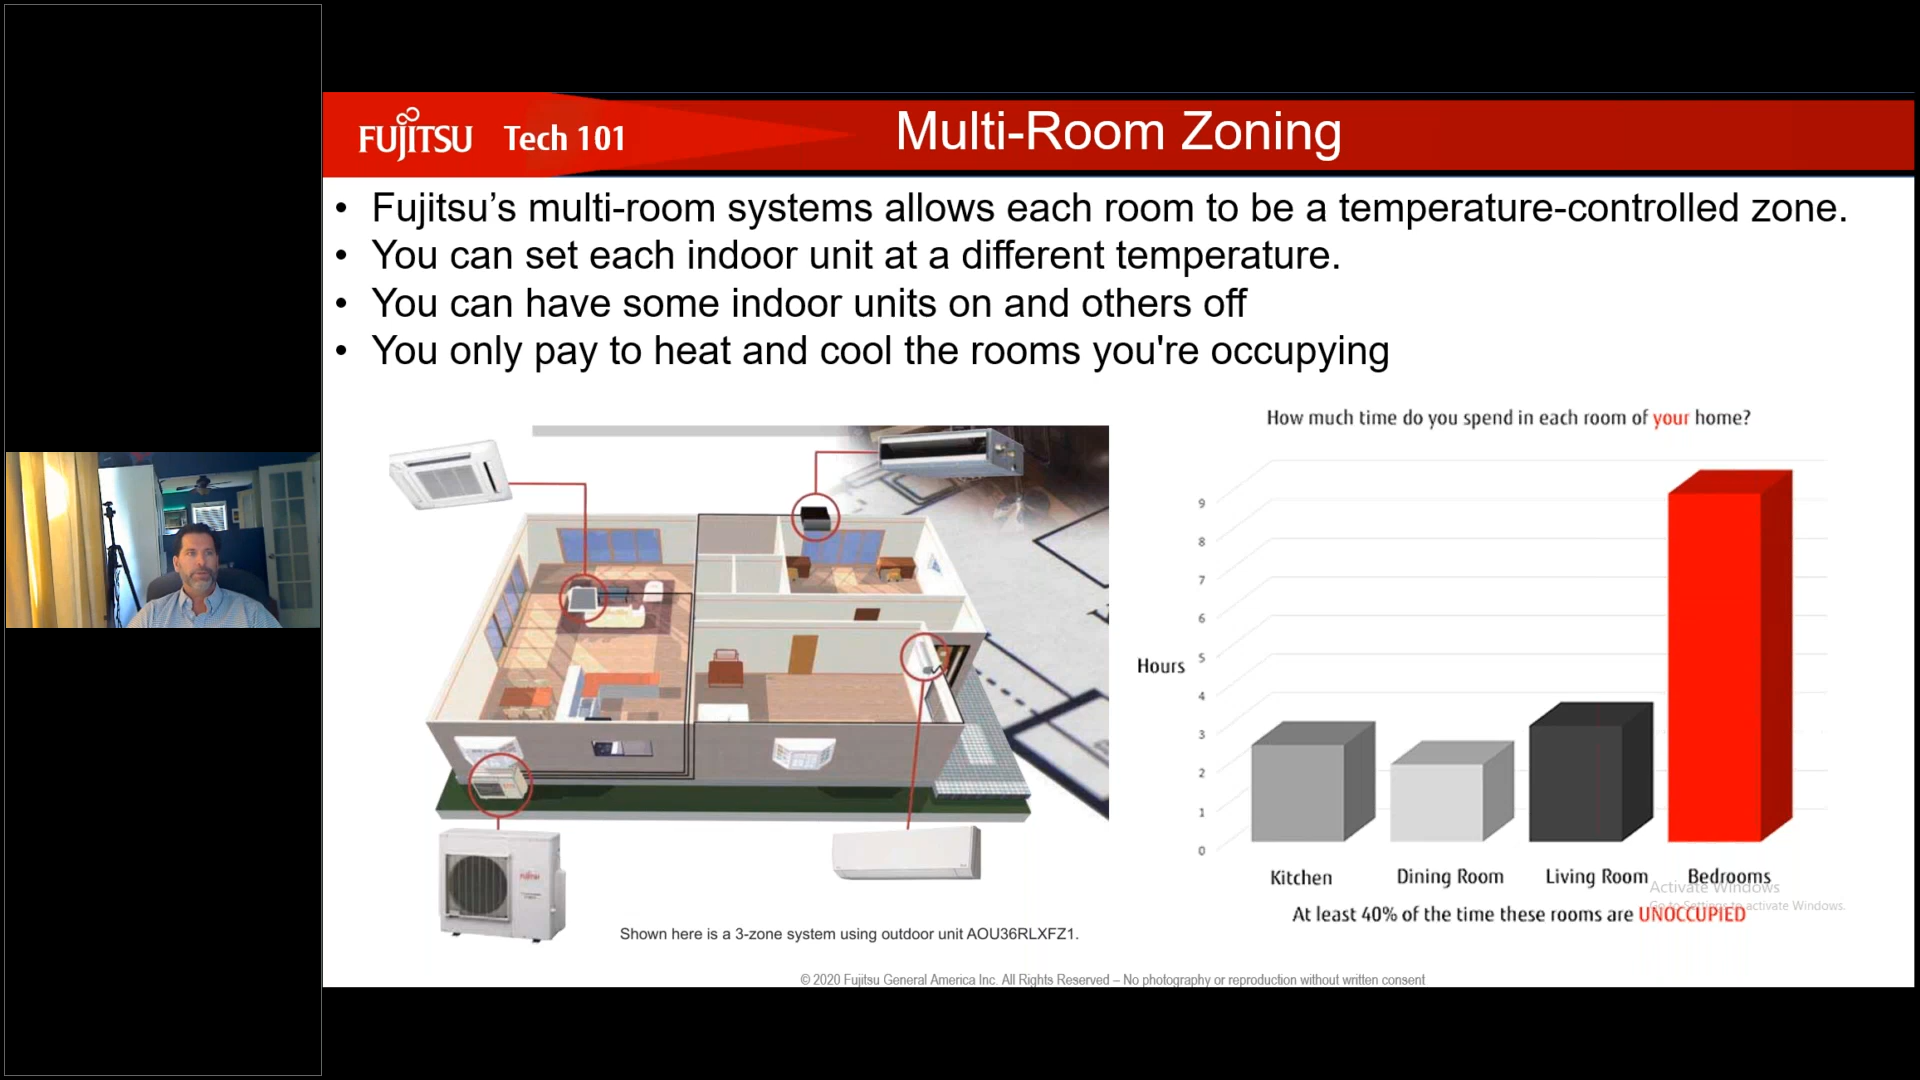 FUJITSU Tech 101 Multi-Room Zoning
• Fujitsu’s multi-room systems allows each room to be a temperature-controlled zone.
• You can set each indoor unit at a different temperature.
• You can have some indoor units on and others off
• You only pay to heat and cool the rooms you're occupying
FUJITSU
Shown here is a 3-zone system using outdoor unit AOU36RLXFZ1.
How much time do you spend in each room of your home?
9
8
7
6
Hours 5
4
3
2
1
0
Kitchen Dining Room Living Room Bedrooms
At least 40% of the time these rooms are UNOCCUPIED
Activate Windows
Go to Settings to activate Windows.
© 2020 Fujitsu General America Inc. All Rights Reserved – No photography or reproduction without written consent